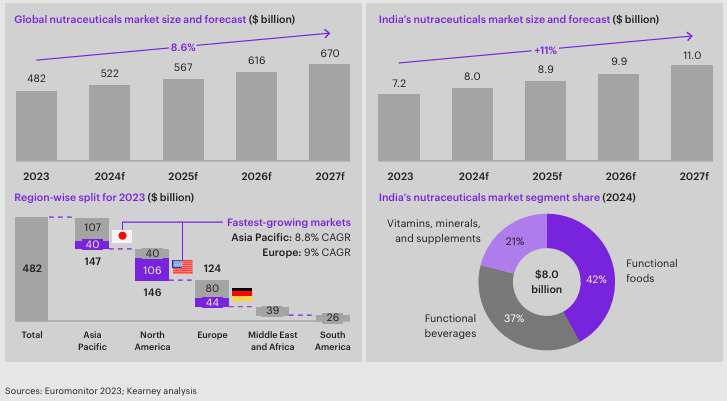 Global nutraceuticals market size and forecast ($ billion)
8.6%
482
522
567
616
670
2023
2024f
2025f
2026f
2027f
India's nutraceuticals market size and forecast ($ billion)
+11%
7.2
8.0
8.9
9.9
11.0
2023
2024f
2025f
2026f
2027f
Region-wise split for 2023 ($ billion)
Fastest-growing markets
Asia Pacific: 8.8% CAGR
Europe: 9% CAGR
482
107
40
147
40
106
146
124
80
44
39
26
Total
Asia
Pacific
North
America
Europe
Middle East
and Africa
South
America
India's nutraceuticals market segment share (2024)
Vitamins, minerals,
and supplements
21%
$8.0
billion
42%
Functional
foods
37%
Functional
beverages
Sources: Euromonitor 2023; Kearney analysis